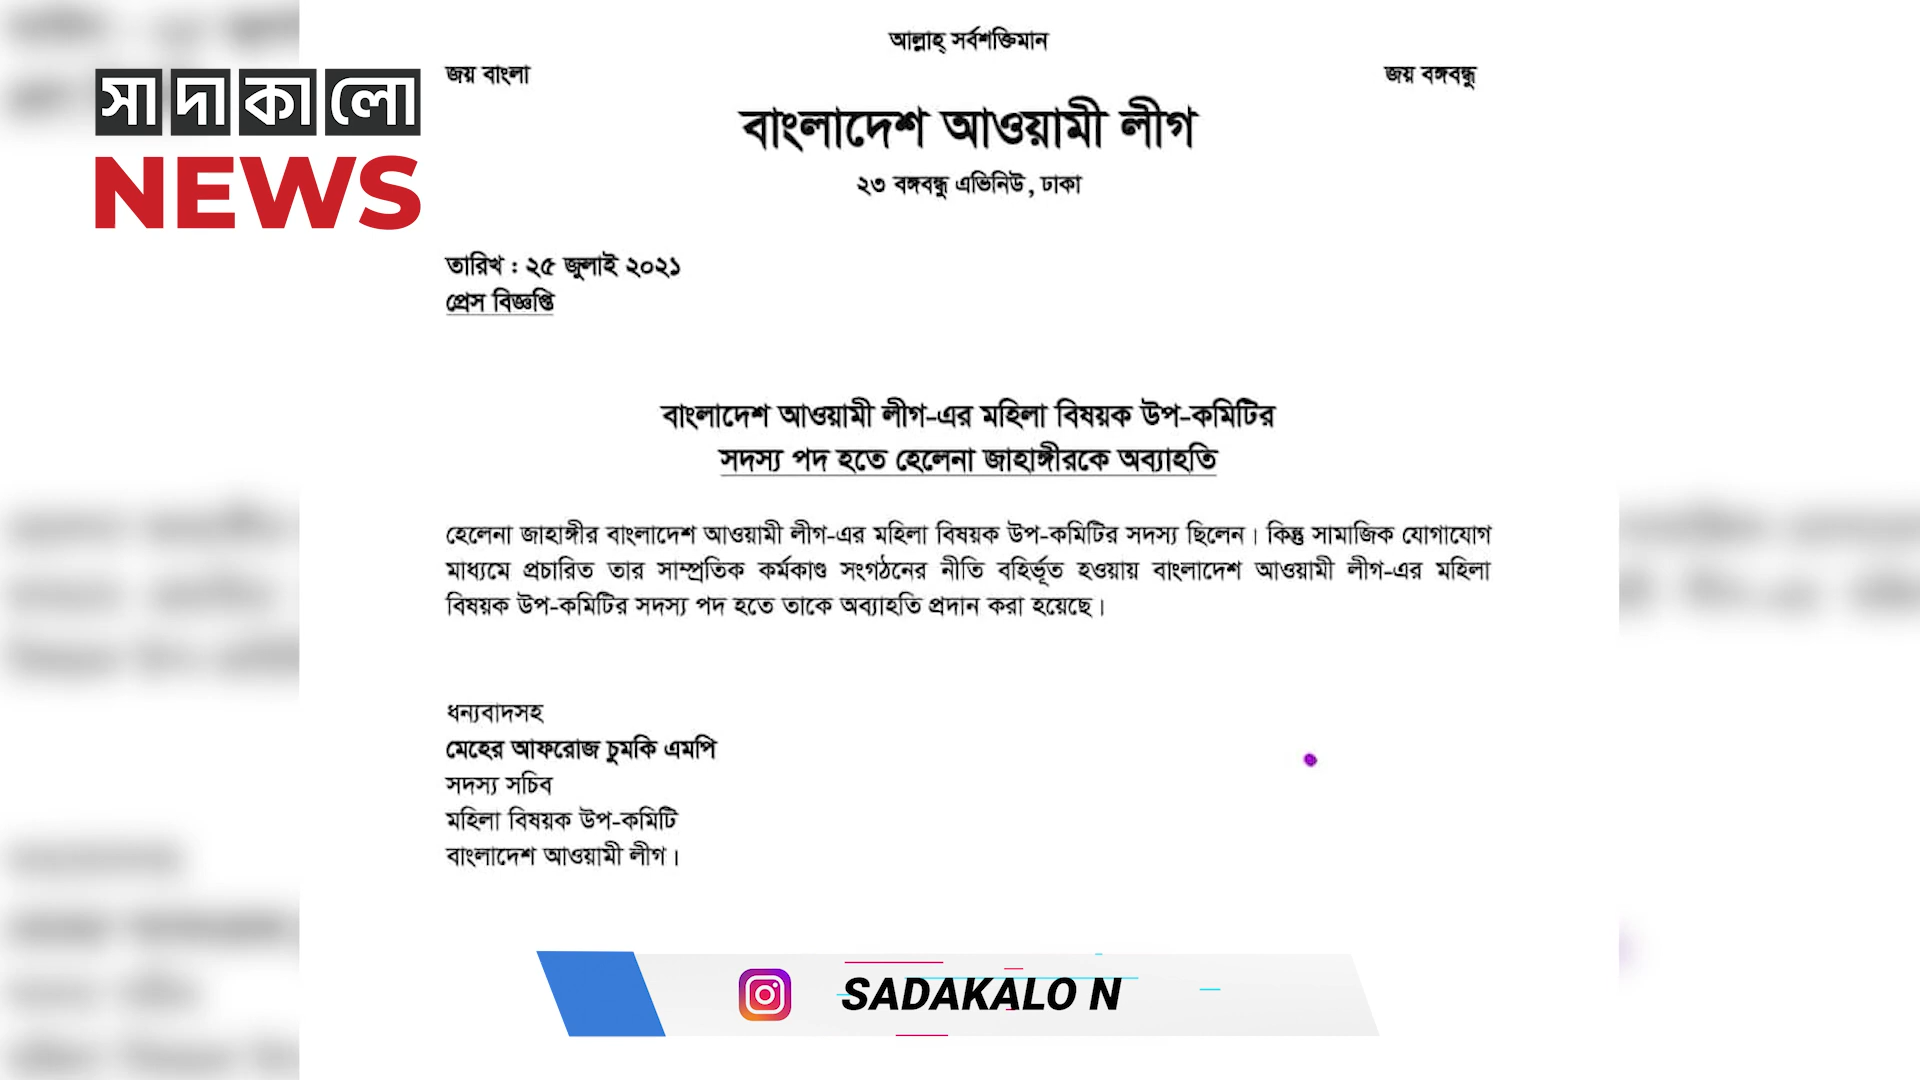 আল্লাহ্ সর্বশক্তিমান
জয় বাংলা
জয় বঙ্গবন্ধু
সাদাকালো
NEWS
বাংলাদেশ আওয়ামী লীগ
২৩ বঙ্গবন্ধু এভিনিউ, ঢাকা
তারিখ : ২৫ জুলাই ২০২১
প্রেস বিজ্ঞপ্তি
বাংলাদেশ আওয়ামী লীগ-এর মহিলা বিষয়ক উপ-কমিটির
সদস্য পদ হতে হেলেনা জাহাঙ্গীরকে অব্যাহতি
হেলেনা জাহাঙ্গীর বাংলাদেশ আওয়ামী লীগ-এর মহিলা বিষয়ক উপ-কমিটির সদস্য ছিলেন। কিন্তু সামাজিক যোগাযোগ
মাধ্যমে প্রচারিত তার সাম্প্রতিক কর্মকাণ্ড সংগঠনের নীতি বহির্ভূত হওয়ায় বাংলাদেশ আওয়ামী লীগ-এর মহিলা
বিষয়ক উপ-কমিটির সদস্য পদ হতে তাকে অব্যাহতি প্রদান করা হয়েছে।
ধন্যবাদসহ
মেহের আফরোজ চুমকি এমপি
সদস্য সচিব
মহিলা বিষয়ক উপ-কমিটি
বাংলাদেশ আওয়ামী লীগ।
SADAKALO N